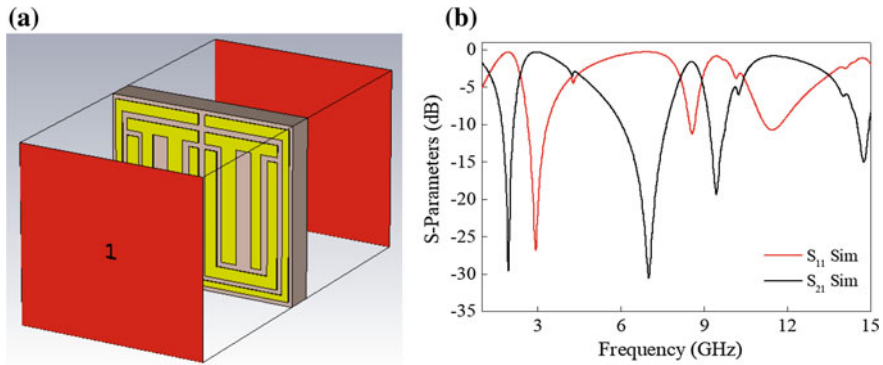 (a)
1
(b)
S-Parameters (dB)
0
-5
-10
-15
-20
-25
-30
-35
S₁₁ Sim
S₂₁ Sim
3 6 9 12 15
Frequency (GHz)